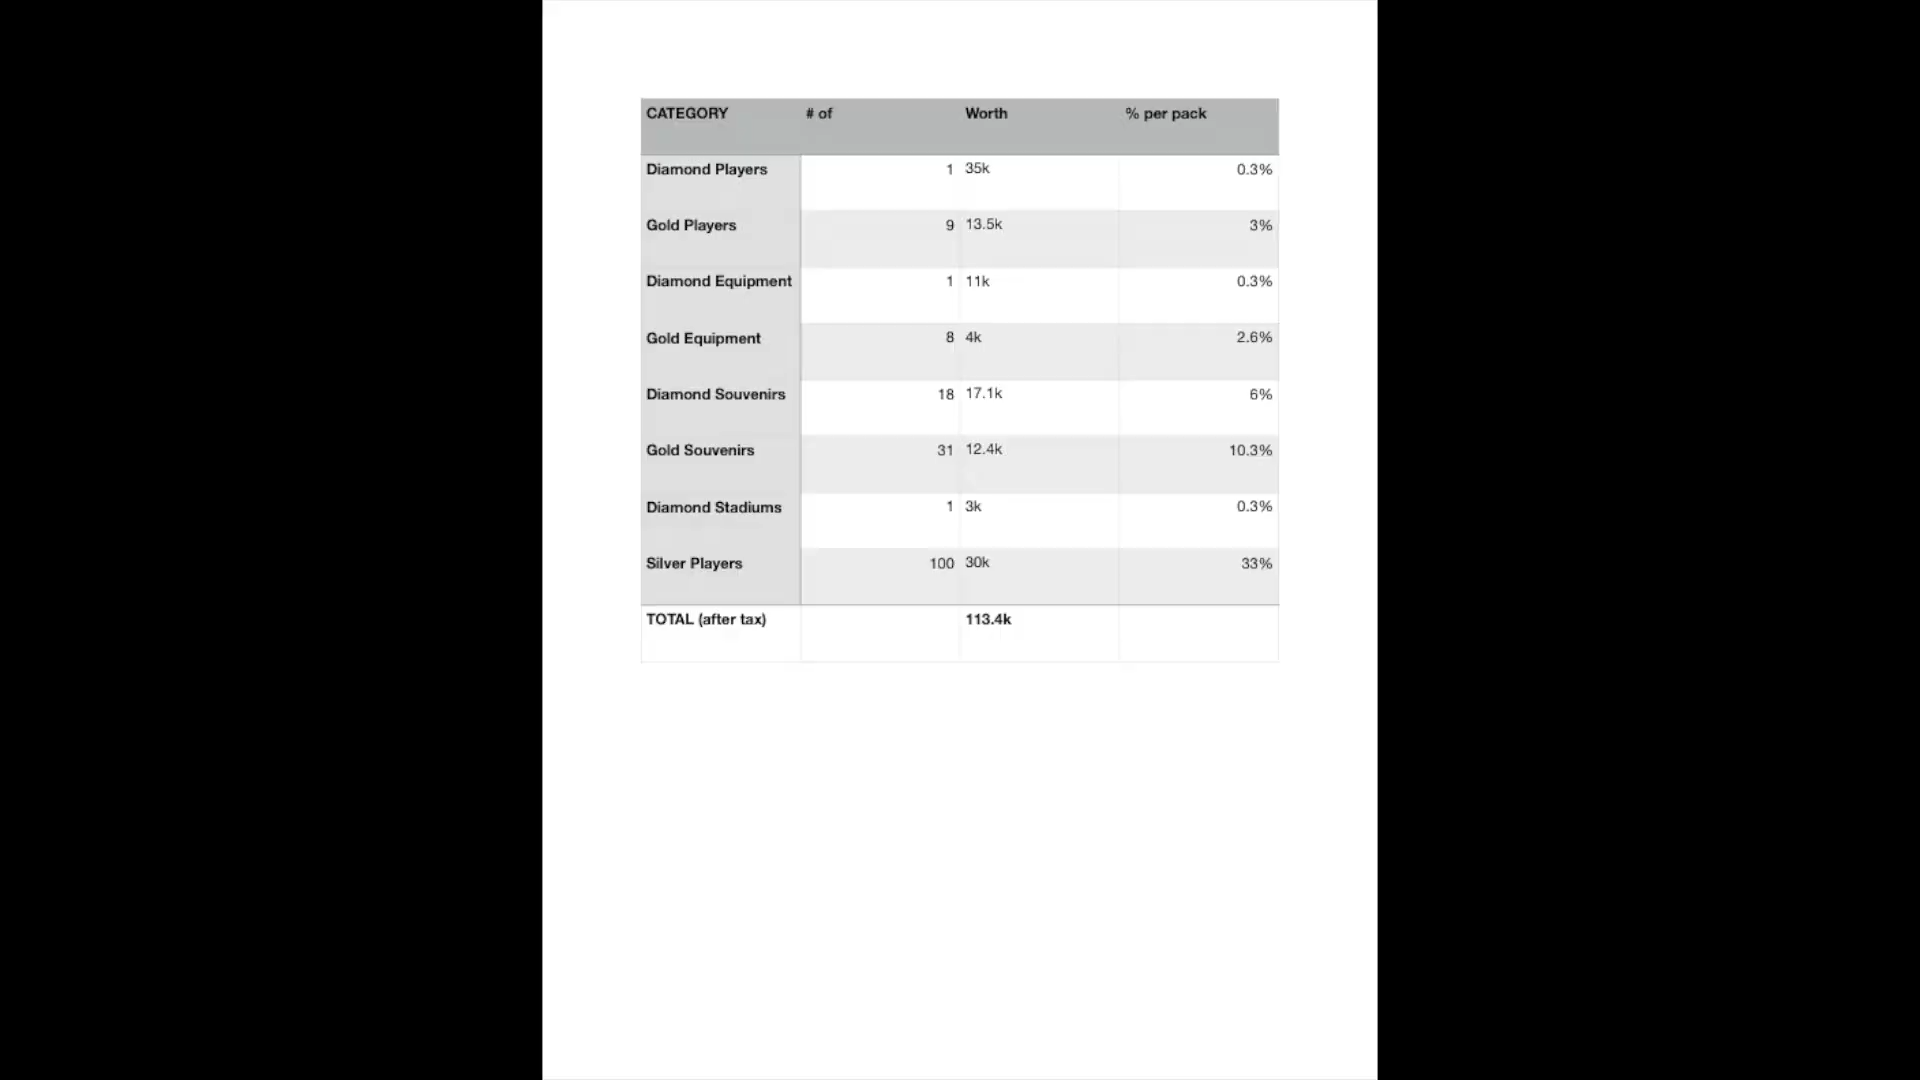 CATEGORY # of Worth % per pack
Diamond Players 1 35k 0.3%
Gold Players 9 13.5k 3%
Diamond Equipment 1 11k 0.3%
Gold Equipment 8 4k 2.6%
Diamond Souvenirs 18 17.1k 6%
Gold Souvenirs 31 12.4k 10.3%
Diamond Stadiums 1 3k 0.3%
Silver Players 100 30k 33%
TOTAL (after tax) 113.4k